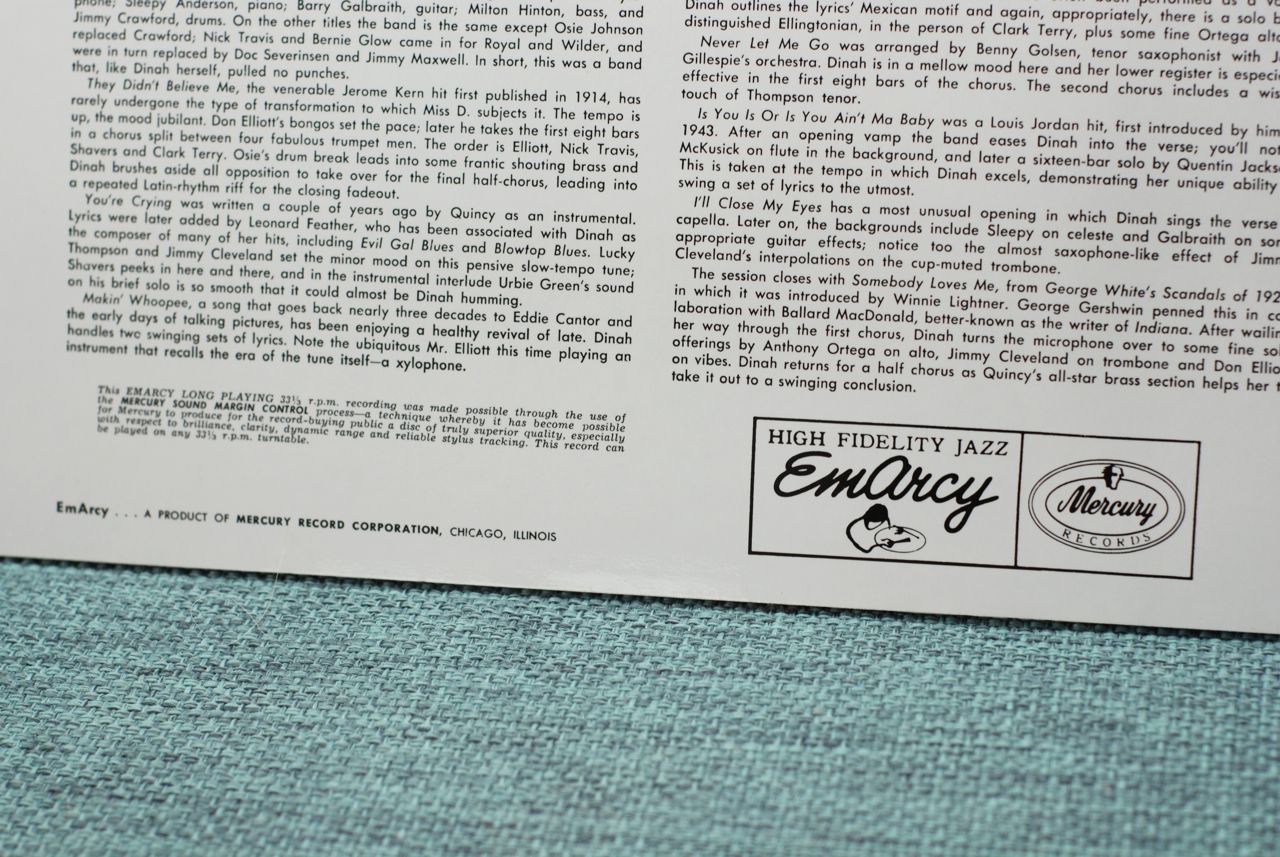 phone; Sleepy Anderson, piano; Barry Galbraith, guitar; Milton Hinton, bass, and
Jimmy Crawford, drums. On the other titles the band is the same except Osie Johnson
replaced Crawford; Nick Travis and Bernie Glow came in for Royal and Wilder, and
were in turn replaced by Doc Severinsen and Jimmy Maxwell. In short, this was a band
that, like Dinah herself, pulled no punches.
They Didn't Believe Me, the venerable Jerome Kern hit first published in 1914, has
rarely undergone the type of transformation to which Miss D. subjects it. The tempo is
up, the mood jubilant. Don Elliott's bongos set the pace; later he takes the first eight bars
in a chorus split between four fabulous trumpet men. The order is Elliott, Nick Travis,
Shavers and Clark Terry. Osie's drum break leads into some frantic shouting brass and
Dinah brushes aside all opposition to take over for the final half-chorus, leading into
a repeated Latin-rhythm riff for the closing fadeout.
You're Crying was written a couple of years ago by Quincy as an instrumental.
Lyrics were later added by Leonard Feather, who has been associated with Dinah as
the composer of many of her hits, including Evil Gal Blues and Blowtop Blues. Lucky
Thompson and Jimmy Cleveland set the minor mood on this pensive slow-tempo tune;
Shavers peeks in here and there, and in the instrumental interlude Urbie Green's sound
on his brief solo is so smooth that it could almost be Dinah humming.
Makin' Whoopee, a song that goes back nearly three decades to Eddie Cantor and
the early days of talking pictures, has been enjoying a healthy revival of late. Dinah
handles two swinging sets of lyrics. Note the ubiquitous Mr. Elliott this time playing an
instrument that recalls the era of the tune itself—a xylophone.
This EMARCY LONG PLAYING 33⅓ r.p.m. recording was made possible through the use of
the MERCURY SOUND MARGIN CONTROL process—a technique whereby it has become possible
for Mercury to produce for the record-buying public a disc of truly superior quality, especially
with respect to brilliance, clarity, dynamic range and reliable stylus tracking. This record can
be played on any 33⅓ r.p.m. turntable.
EmArcy . . . A PRODUCT OF MERCURY RECORD CORPORATION, CHICAGO, ILLINOIS
Dinah outlines the lyrics' Mexican motif and again, appropriately, there is a solo
distinguished Ellingtonian, in the person of Clark Terry, plus some fine Ortega
Never Let Me Go was arranged by Benny Golsen, tenor saxophonist with
Gillespie's orchestra. Dinah is in a mellow mood here and her lower register is
effective in the first eight bars of the chorus. The second chorus includes a
touch of Thompson tenor.
Is You Is Or Is You Ain't Ma Baby was a Louis Jordan hit, first introduced by him
1943. After an opening vamp the band eases Dinah into the verse; you'll
McKusick on flute in the background, and later a sixteen-bar solo by Quentin
This is taken at the tempo in which Dinah excels, demonstrating her unique ability
swing a set of lyrics to the utmost.
I'll Close My Eyes has a most unusual opening in which Dinah sings the verse
capella. Later on, the backgrounds include Sleepy on celeste and Galbraith on
appropriate guitar effects; notice too the almost saxophone-like effect of
Cleveland's interpolations on the cup-muted trombone.
The session closes with Somebody Loves Me, from George White's Scandals of
in which it was introduced by Winnie Lightner. George Gershwin penned this in
laboration with Ballard MacDonald, better-known as the writer of Indiana. After
her way through the first chorus, Dinah turns the microphone over to some fine
offerings by Anthony Ortega on alto, Jimmy Cleveland on trombone and Don
on vibes. Dinah returns for a half chorus as Quincy's all-star brass section helps her
take it out to a swinging conclusion.
HIGH FIDELITY JAZZ
EmArcy
Mercury
RECORDS